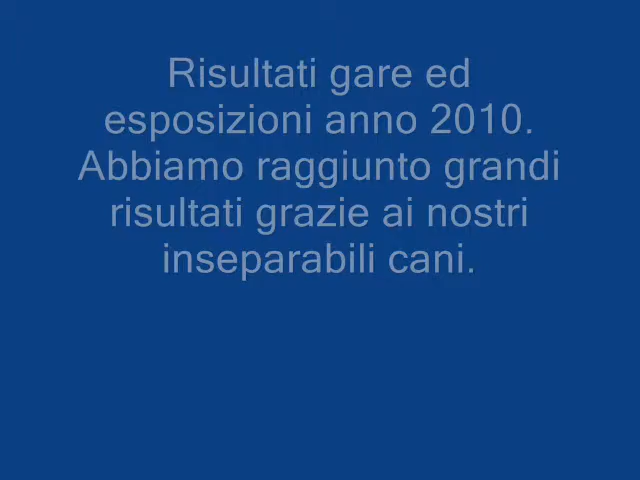 Risultati gare ed
esposizioni anno 2010.
Abbiamo raggiunto grandi
risultati grazie ai nostri
inseparabili cani.